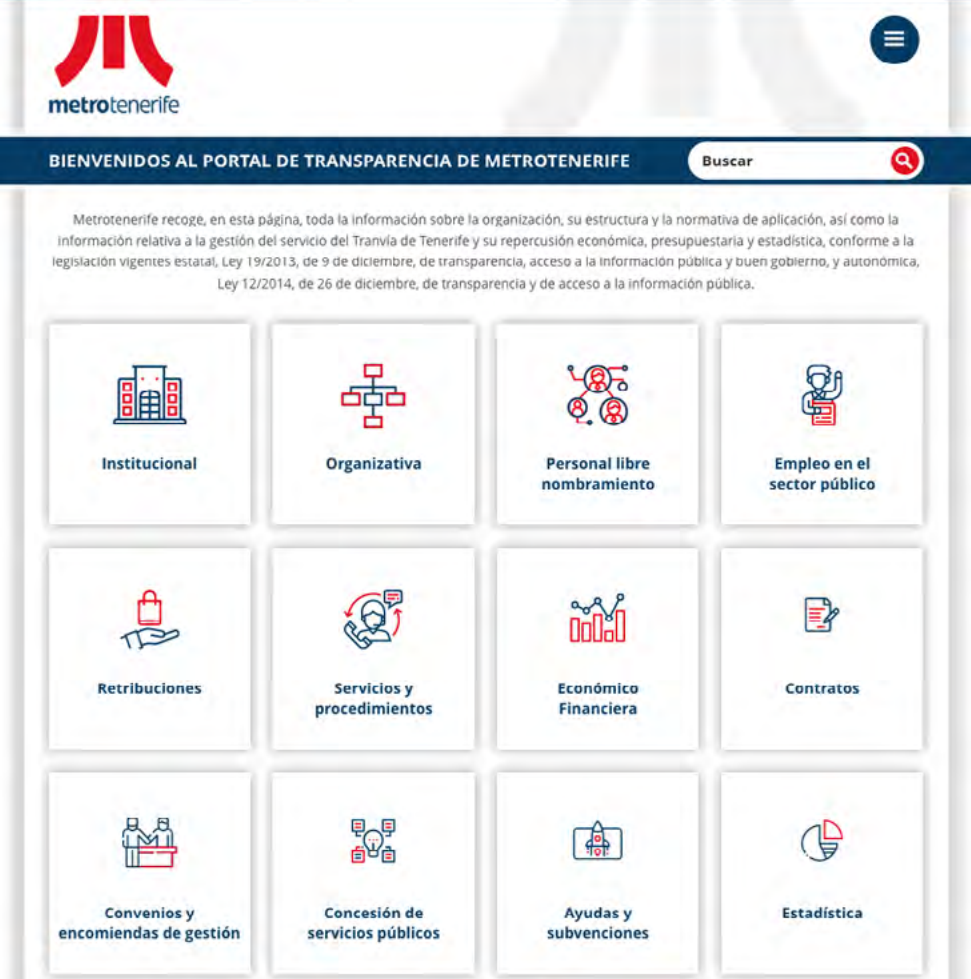 metrotenerife
BIENVENIDOS AL PORTAL DE TRANSPARENCIA DE METROTENERIFE
Buscar
Metrotenerife recoge, en esta página, toda la información sobre la organización, su estructura y la normativa de aplicación, así como la
información relativa a la gestión del servicio del Tranvía de Tenerife y su repercusión económica, presupuestaria y estadística, conforme a la
legislación vigentes estatal, Ley 19/2013, de 9 de diciembre, de transparencia, acceso a la información pública y buen gobierno, y autonómica,
Ley 12/2014, de 26 de diciembre, de transparencia y de acceso a la información pública.
Institucional
Organizativa
Personal libre
nombramiento
Empleo en el
sector público
Retribuciones
Servicios y
procedimientos
Económico
Financiera
Contratos
Convenios y
encomiendas de gestión
Concesión de
servicios públicos
Ayudas y
subvenciones
Estadística